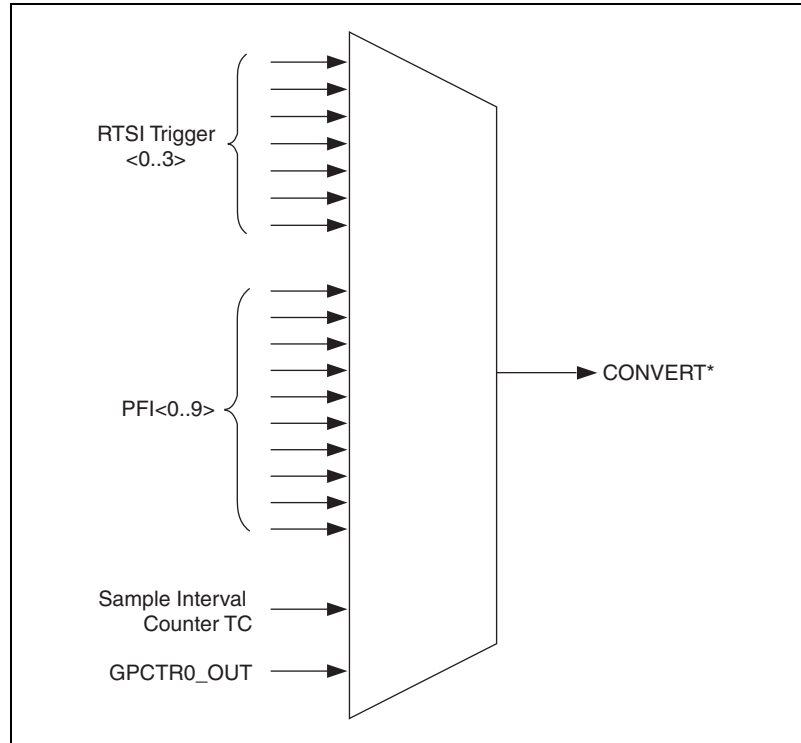 RTSI Trigger
<0..3>
PFI<0..9>
CONVERT*
Sample Interval
Counter TC
GPCTR0_OUT